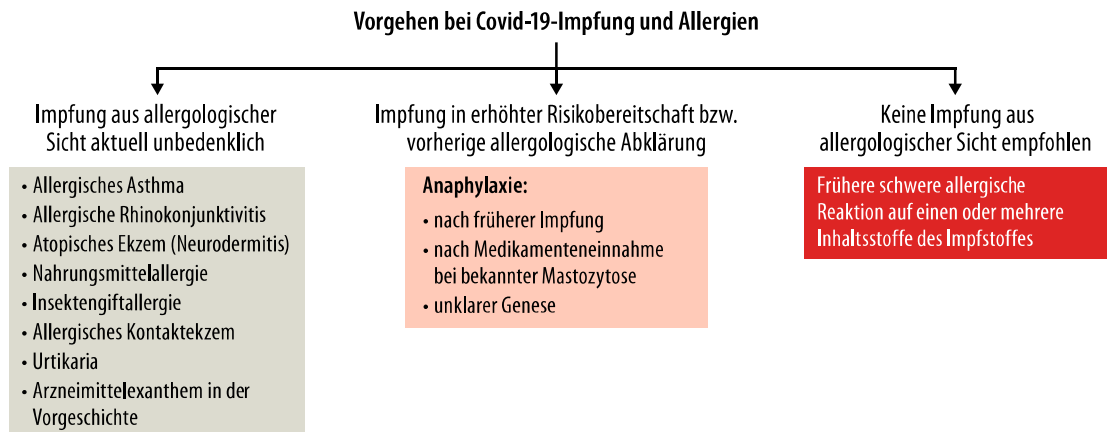 Vorgehen bei Covid-19-Impfung und Allergien
Impfung aus allergologischer
Sicht aktuell unbedenklich
• Allergisches Asthma
• Allergische Rhinokonjunktivitis
• Atopisches Ekzem (Neurodermitis)
• Nahrungsmittelallergie
• Insektengiftallergie
• Allergisches Kontaktekzem
• Urtikaria
• Arzneimittelexanthem in der
Vorgeschichte
Impfung in erhöhter Risikobereitschaft bzw.
vorherige allergologische Abklärung
Anaphylaxie:
• nach früherer Impfung
• nach Medikamenteneinnahme
bei bekannter Mastozytose
• unklarer Genese
Keine Impfung aus
allergologischer Sicht empfohlen
Frühere schwere allergische
Reaktion auf einen oder mehrere
Inhaltsstoffe des Impfstoffes